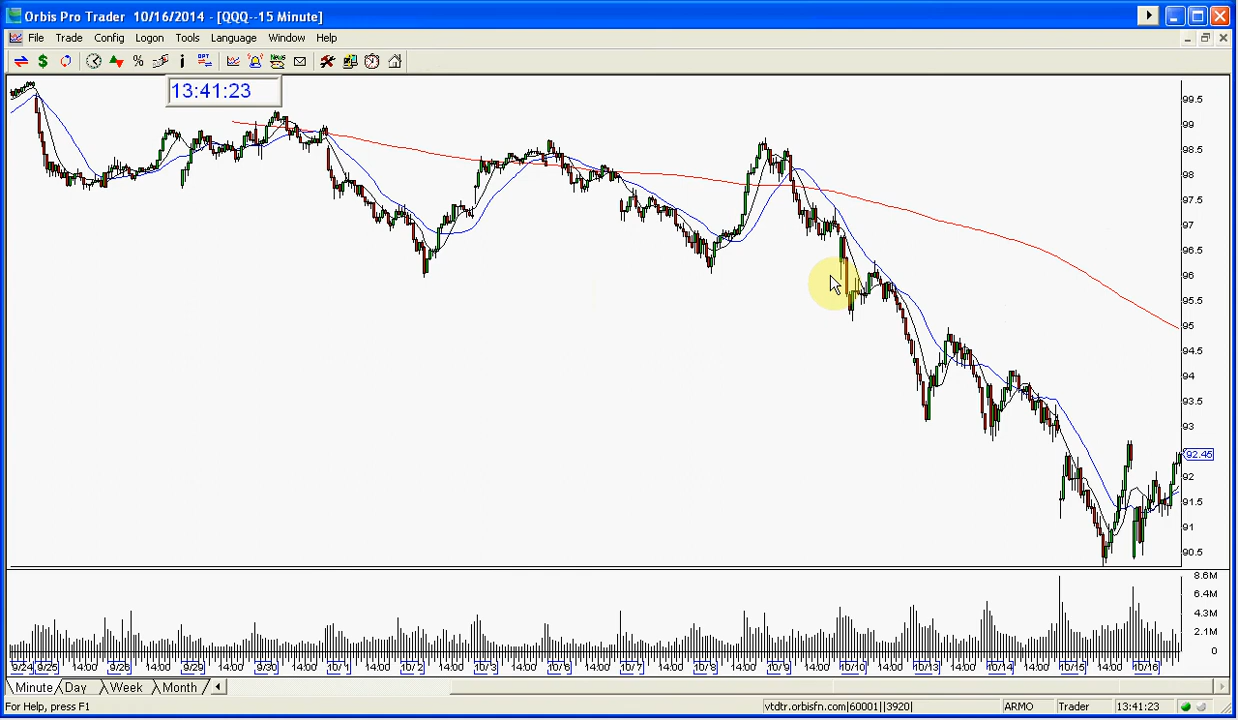 Orbis Pro Trader 10/16/2014 - [QQQ--15 Minute]
File Trade Config Logon Tools Language Window Help
$ % i OPT News
13:41:23
99.5
99
98.5
98
97.5
97
96.5
96
95.5
95
94.5
94
93.5
93
92.45
92
91.5
91
90.5
8.6M
6.4M
4.3M
2.1M
0
9/24 9/25 14:00 9/26 14:00 9/29 14:00 9/30 14:00 10/1 14:00 10/2 14:00 10/3 14:00 10/6 14:00 10/7 14:00 10/8 14:00 10/9 14:00 10/10 14:00 10/13 14:00 10/14 14:00 10/15 14:00 10/16
Minute Day Week Month
For Help, press F1 vtdtr.orbisfn.com|60001||3920| ARMO Trader 13:41:23